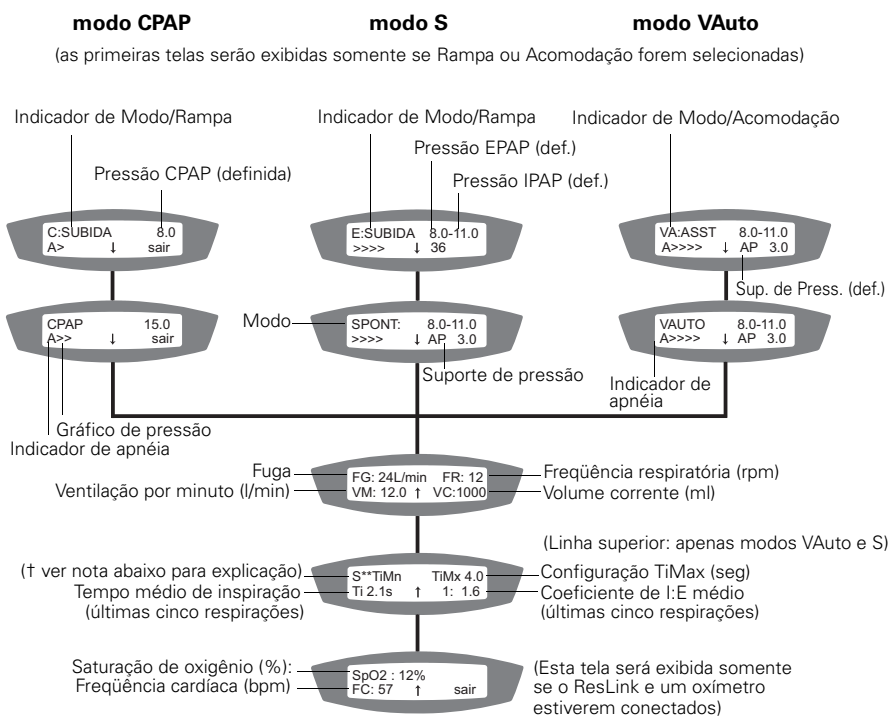 modo CPAP modo S modo VAuto
(as primeiras telas serão exibidas somente se Rampa ou Acomodação forem selecionadas)
Indicador de Modo/Rampa Indicador de Modo/Rampa Indicador de Modo/Acomodação
Pressão EPAP (def.)
Pressão CPAP (definida) Pressão IPAP (def.)
C:SUBIDA 8.0
A> ↓ sair
E:SUBIDA 8.0-11.0
>>>> ↓ 36
VA:ASST 8.0-11.0
A>>>> ↓ AP 3.0
Sup. de Press. (def.)
CPAP 15.0
A>> ↓ sair
Modo
SPONT: 8.0-11.0
>>>> ↓ AP 3.0
VAUTO 8.0-11.0
A>>>> ↓ AP 3.0
Suporte de pressão
Indicador de
apnéia
Gráfico de pressão
Indicador de apnéia
Fuga
Ventilação por minuto (l/min)
FG: 24L/min FR: 12
VM: 12.0 ↑ VC:1000
Freqüência respiratória (rpm)
Volume corrente (ml)
(Linha superior: apenas modos VAuto e S)
(† ver nota abaixo para explicação)
Tempo médio de inspiração
(últimas cinco respirações)
S**TiMn TiMx 4.0
Ti 2.1s ↑ 1: 1.6
Configuração TiMax (seg)
Coeficiente de I:E médio
(últimas cinco respirações)
Saturação de oxigênio (%):
Freqüência cardíaca (bpm)
SpO2 : 12%
FC: 57 ↑ sair
(Esta tela será exibida somente
se o ResLink e um oxímetro
estiverem conectados)